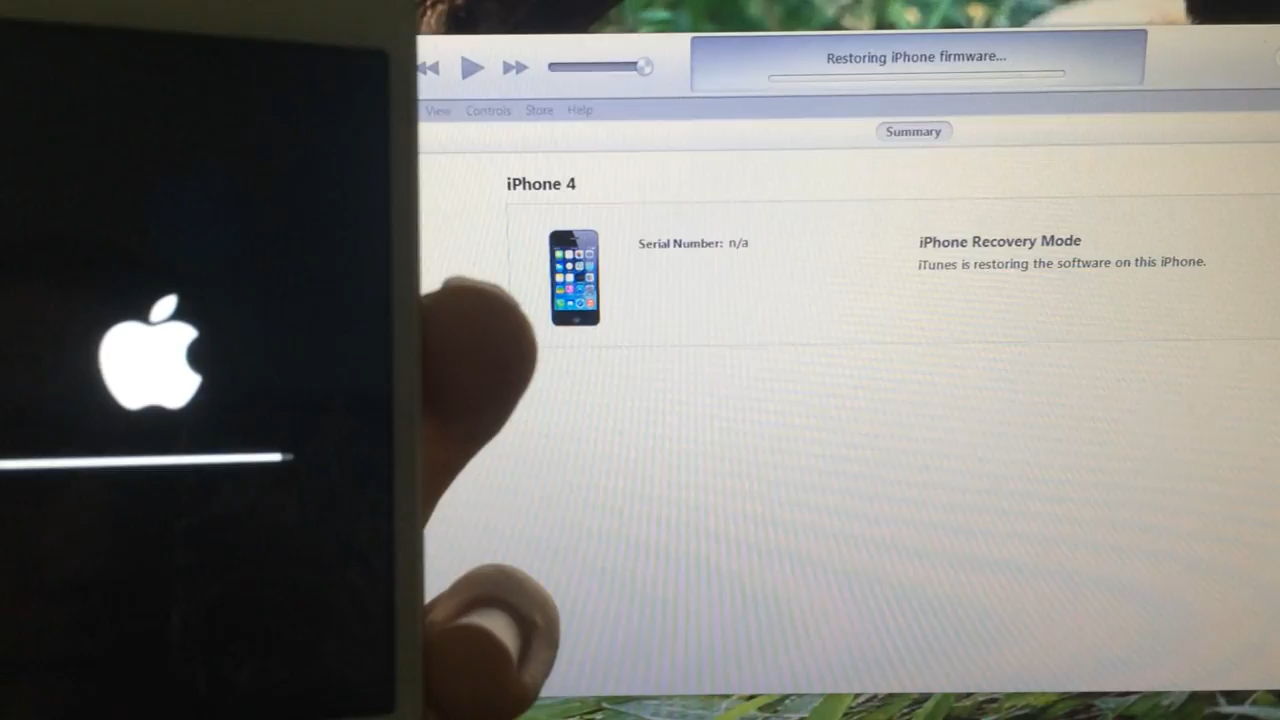 Restoring iPhone firmware...
View Controls Store Help
Summary
iPhone 4
Serial Number: n/a
iPhone Recovery Mode
iTunes is restoring the software on this iPhone.